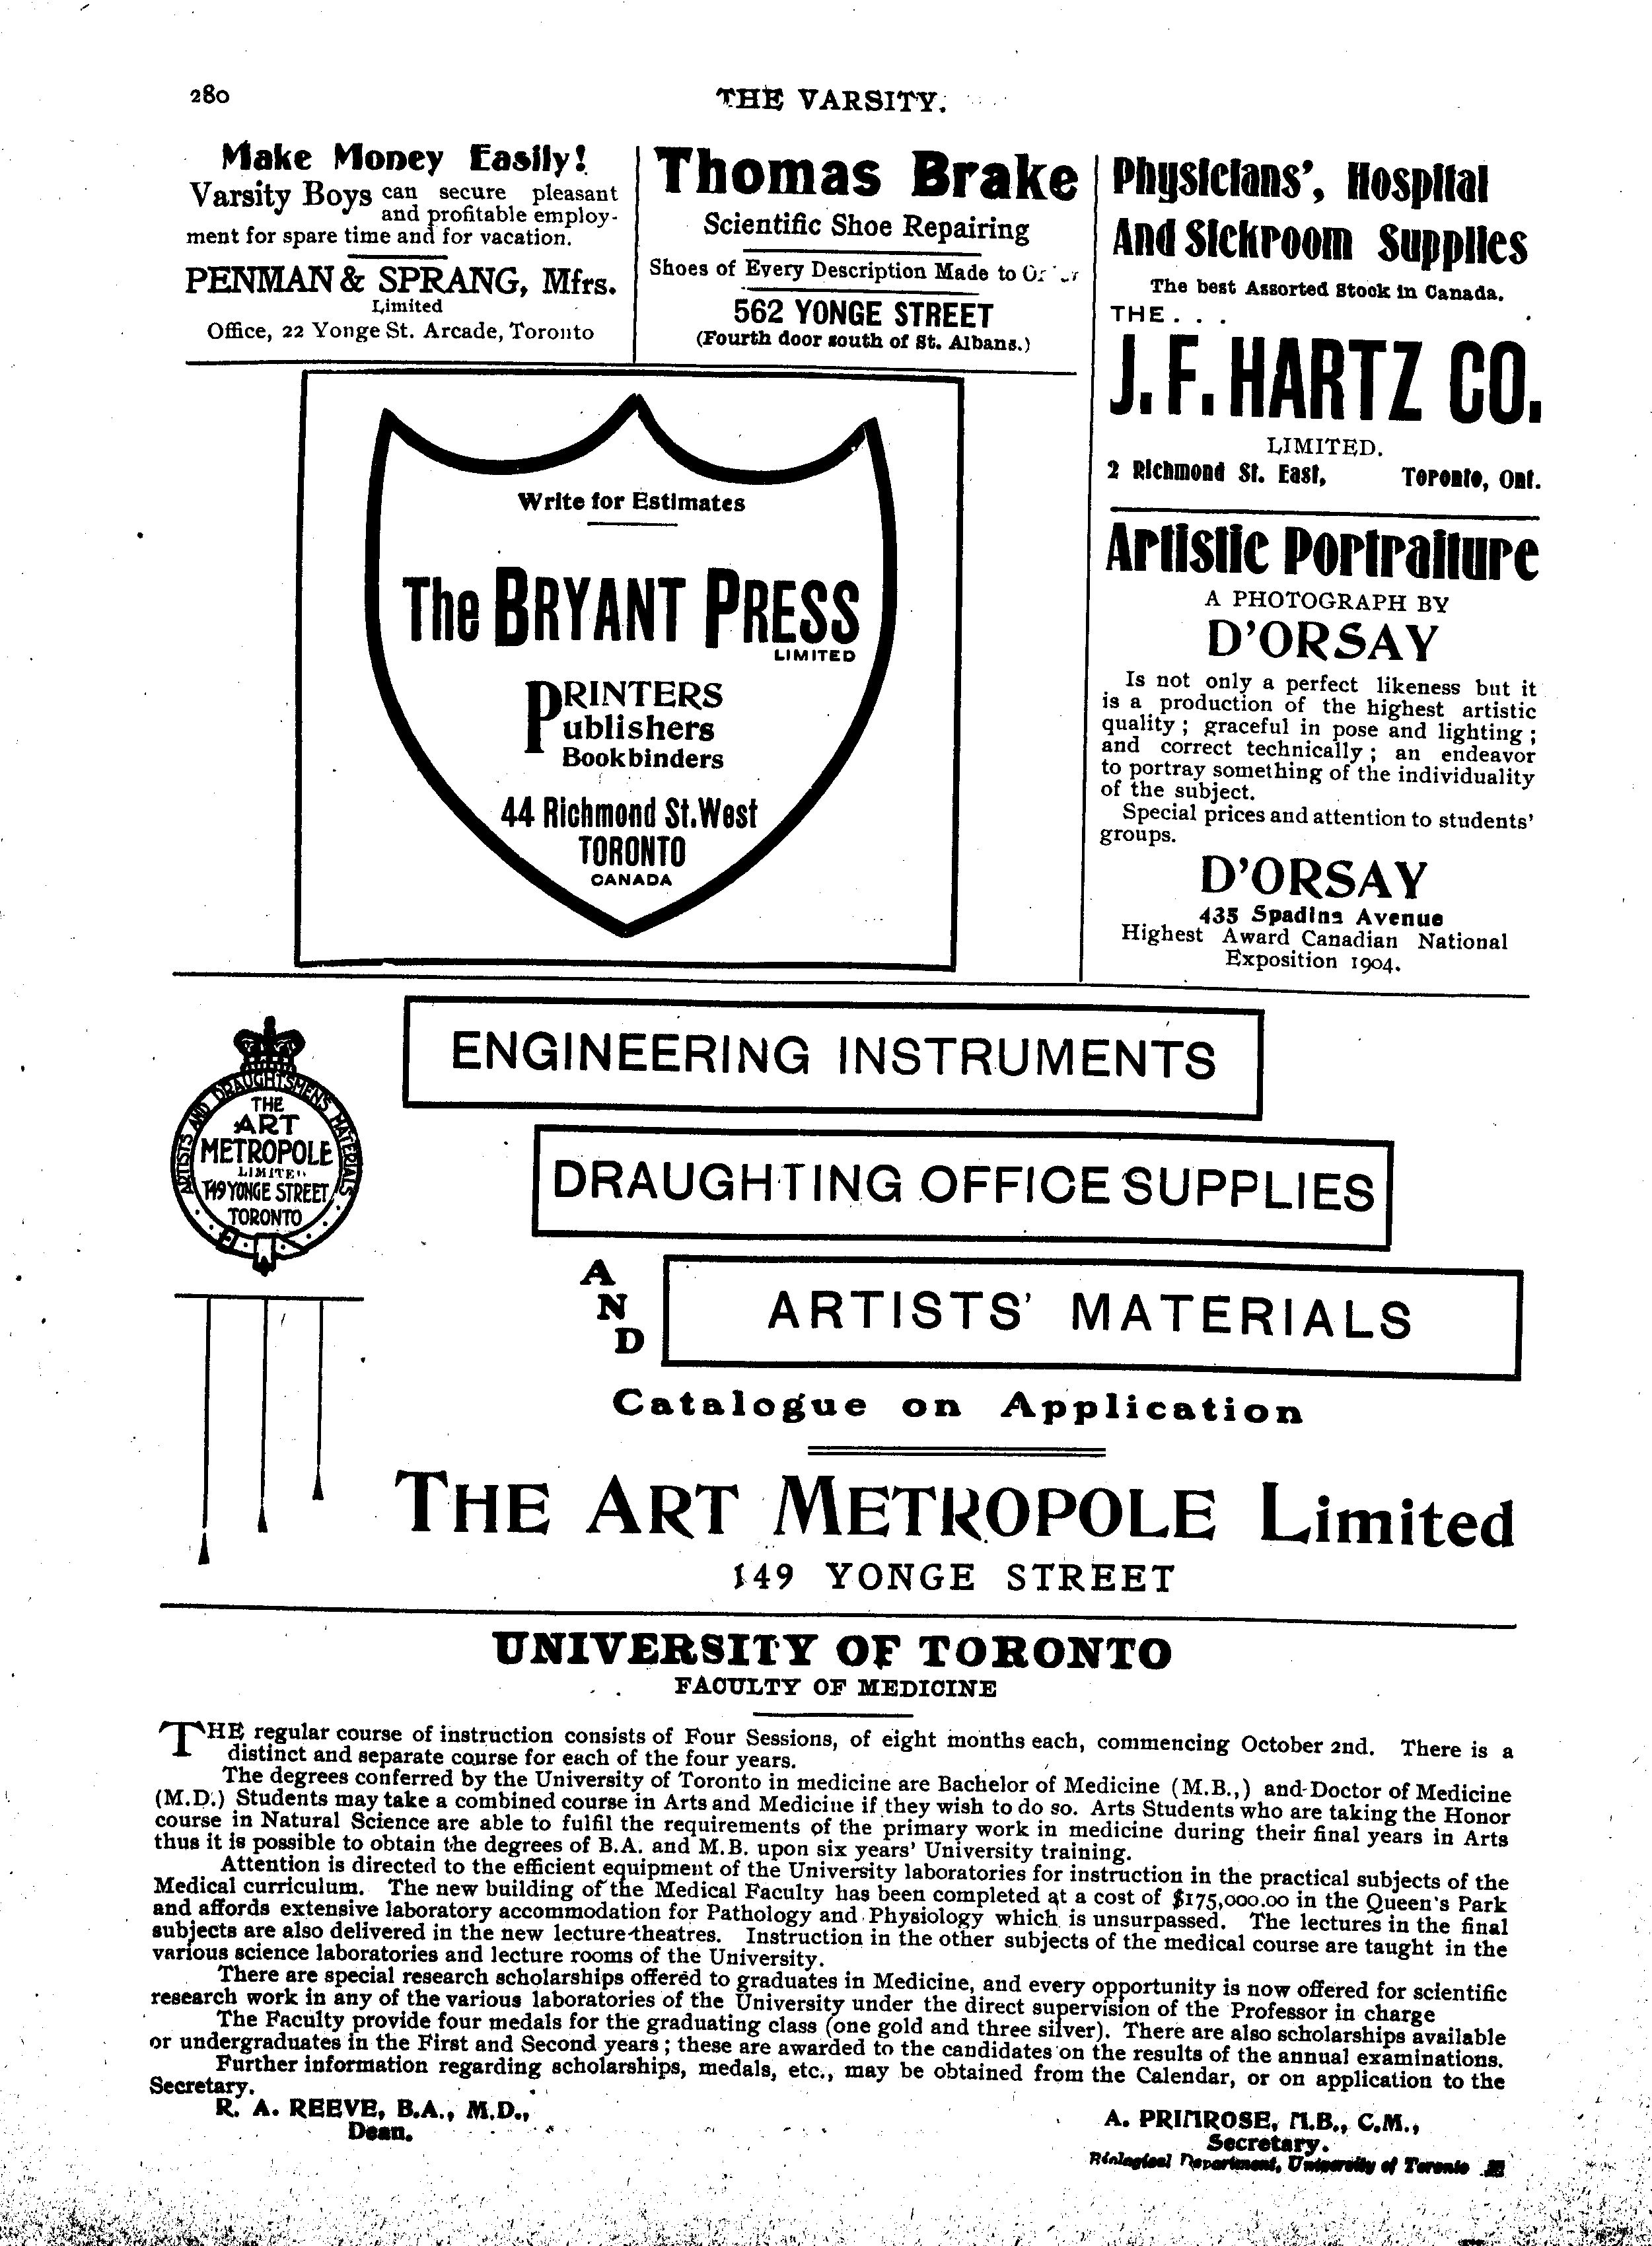 280
THE VARSITY.
Make Money Easily!
Varsity Boys can secure pleasant
and profitable employ-
ment for spare time and for vacation.
PENMAN & SPRANG, Mfrs.
Limited
Office, 22 Yonge St. Arcade, Toronto
Thomas Brake
Scientific Shoe Repairing
Shoes of Every Description Made to
562 YONGE STREET
(Fourth door south of St. Albans.)
Physicians', Hospital
And Sickroom Supplies
The best Assorted Stock in Canada.
THE . . .
J. F. HARTZ CO.
LIMITED.
2 Richmond St. East, Toronto, Ont.
Write for Estimates
The BRYANT PRESS
LIMITED
PRINTERS
Publishers
Bookbinders
44 Richmond St. West
TORONTO
CANADA
Artistic Portraiture
A PHOTOGRAPH BY
D'ORSAY
Is not only a perfect likeness but it
is a production of the highest artistic
quality ; graceful in pose and lighting ;
and correct technically ; an endeavor
to portray something of the individuality
of the subject.
Special prices and attention to students'
groups.
D'ORSAY
435 Spadina Avenue
Highest Award Canadian National
Exposition 1904.
ARTISTS AND DRAUGHTSMEN'S MATERIALS
THE
ART
METROPOLE
LIMITED
149 YONGE STREET
TORONTO
ENGINEERING INSTRUMENTS
DRAUGHTING OFFICE SUPPLIES
AND
ARTISTS' MATERIALS
Catalogue on Application
THE ART METROPOLE Limited
149 YONGE STREET
UNIVERSITY OF TORONTO
FACULTY OF MEDICINE
THE regular course of instruction consists of Four Sessions, of eight months each, commencing October 2nd. There is a
distinct and separate course for each of the four years.
The degrees conferred by the University of Toronto in medicine are Bachelor of Medicine (M.B.,) and Doctor of Medicine
(M.D.) Students may take a combined course in Arts and Medicine if they wish to do so. Arts Students who are taking the Honor
course in Natural Science are able to fulfil the requirements of the primary work in medicine during their final years in Arts
thus it is possible to obtain the degrees of B.A. and M.B. upon six years' University training.
Attention is directed to the efficient equipment of the University laboratories for instruction in the practical subjects of the
Medical curriculum. The new building of the Medical Faculty has been completed at a cost of $175,000.00 in the Queen's Park
and affords extensive laboratory accommodation for Pathology and Physiology which is unsurpassed. The lectures in the final
subjects are also delivered in the new lecture-theatres. Instruction in the other subjects of the medical course are taught in the
various science laboratories and lecture rooms of the University.
There are special research scholarships offered to graduates in Medicine, and every opportunity is now offered for scientific
research work in any of the various laboratories of the University under the direct supervision of the Professor in charge
The Faculty provide four medals for the graduating class (one gold and three silver). There are also scholarships available
or undergraduates in the First and Second years ; these are awarded to the candidates on the results of the annual examinations.
Further information regarding scholarships, medals, etc., may be obtained from the Calendar, or on application to the
Secretary.
R. A. REEVE, B.A., M.D.,
Dean.
A. PRIMROSE, M.B., C.M.,
Secretary.
Biological Department, University of Toronto